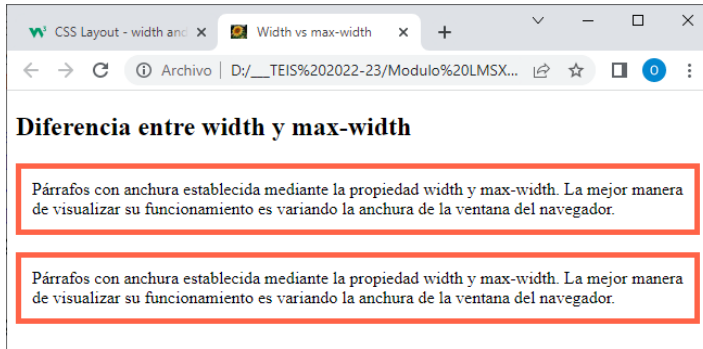 CSS Layout - width and
Width vs max-width
Archivo
D:/__TEIS%202022-23/Modulo%20LMSX...
O
Diferencia entre width y max-width
Párrafos con anchura establecida mediante la propiedad width y max-width. La mejor manera
de visualizar su funcionamiento es variando la anchura de la ventana del navegador.
Párrafos con anchura establecida mediante la propiedad width y max-width. La mejor manera
de visualizar su funcionamiento es variando la anchura de la ventana del navegador.